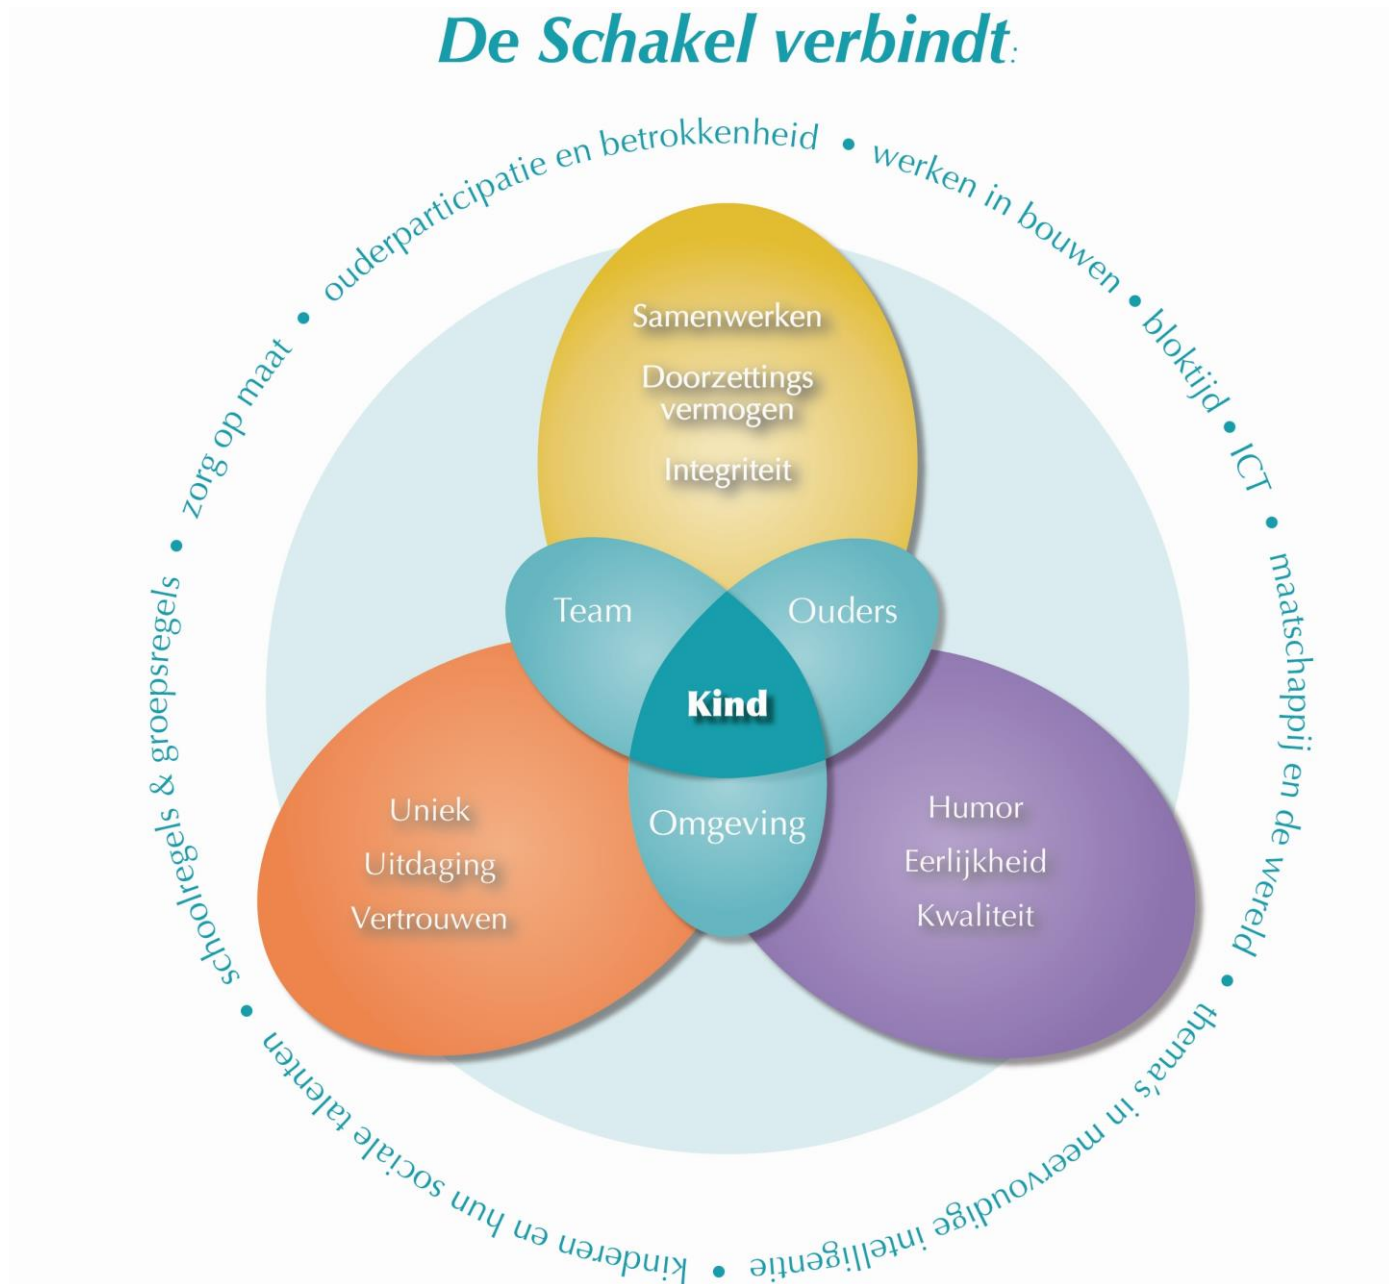 De Schakel verbindt:
ouderparticipatie en betrokkenheid • werken in bouwen • bloktijd • ICT • maatschappij en de wereld • thema's in meervoudige intelligentie • kinderen en hun sociale talenten • schoolregels & groepsregels • zorg op maat •
Samenwerken
Doorzettings
vermogen
Integriteit
Team
Ouders
Kind
Omgeving
Uniek
Uitdaging
Vertrouwen
Humor
Eerlijkheid
Kwaliteit